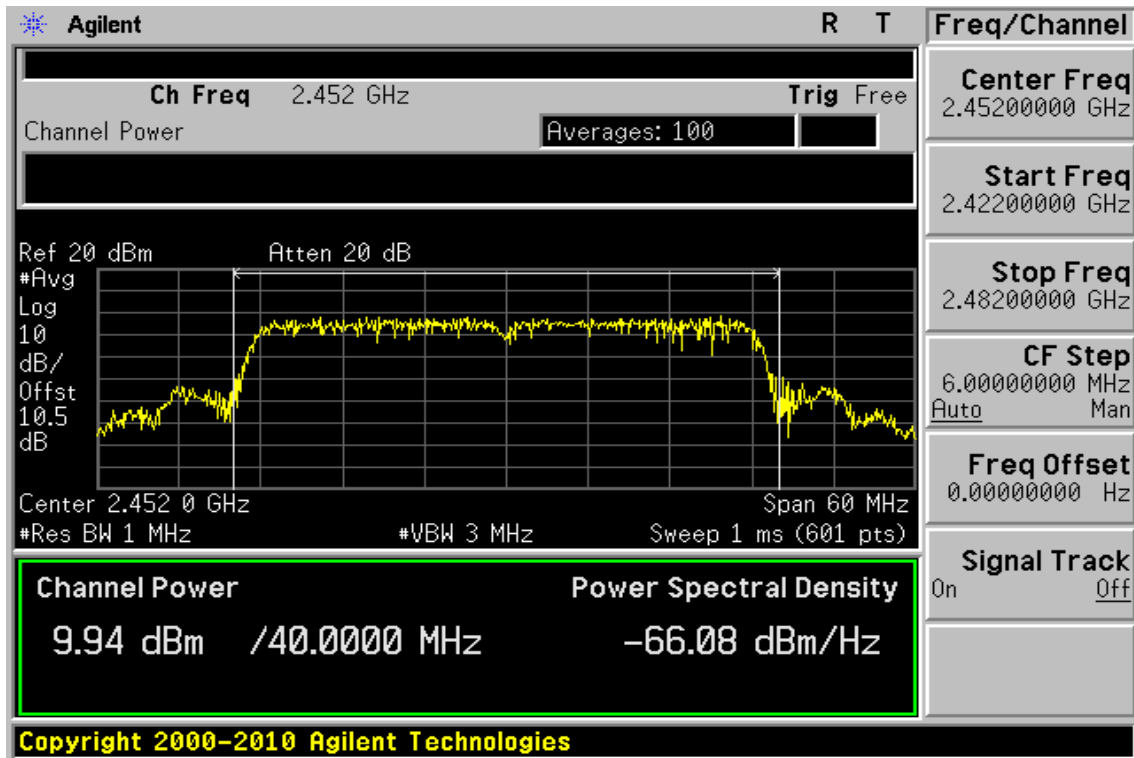 Agilent R T
Freq/Channel
Ch Freq 2.452 GHz Trig Free
Channel Power Averages: 100
Center Freq
2.45200000 GHz
Start Freq
2.42200000 GHz
Stop Freq
2.48200000 GHz
CF Step
6.00000000 MHz
Auto Man
Freq Offset
0.00000000 Hz
Signal Track
On Off
Ref 20 dBm Atten 20 dB
#Avg
Log
10
dB/
Offst
10.5
dB
Center 2.452 0 GHz Span 60 MHz
#Res BW 1 MHz #VBW 3 MHz Sweep 1 ms (601 pts)
Channel Power Power Spectral Density
9.94 dBm /40.0000 MHz -66.08 dBm/Hz
Copyright 2000-2010 Agilent Technologies